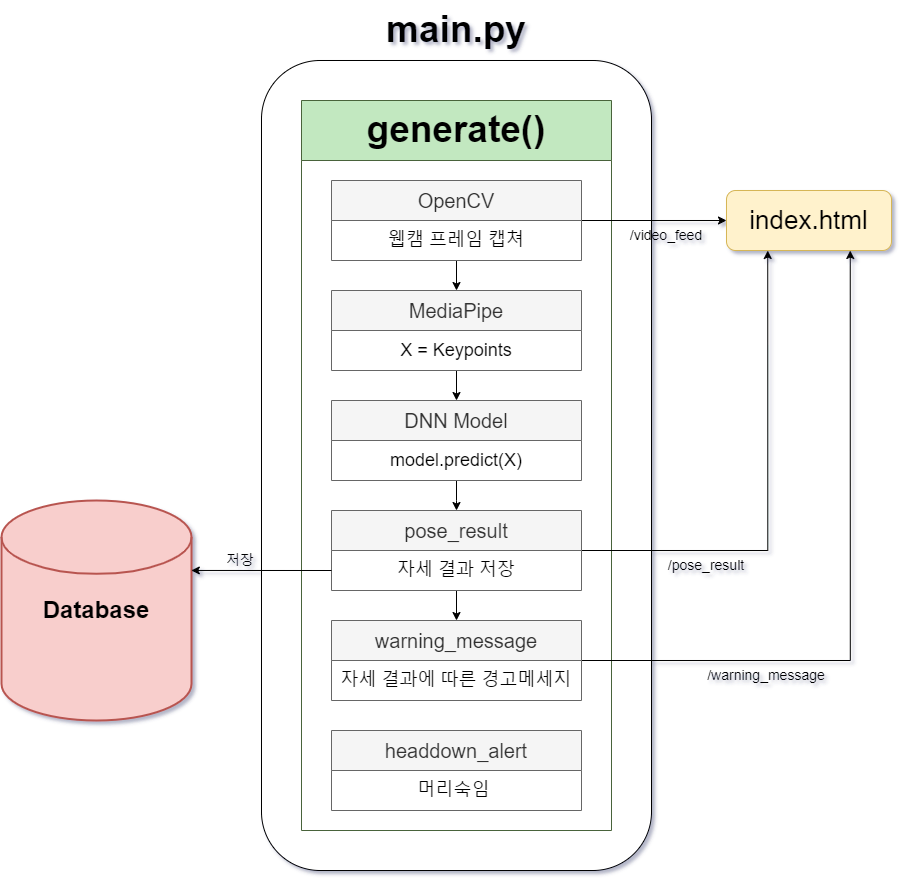 main.py
generate()
OpenCV
웹캠 프레임 캡쳐
/video_feed
index.html
MediaPipe
X = Keypoints
DNN Model
model.predict(X)
pose_result
자세 결과 저장
/pose_result
저장
Database
warning_message
자세 결과에 따른 경고메세지
/warning_message
headdown_alert
머리숙임